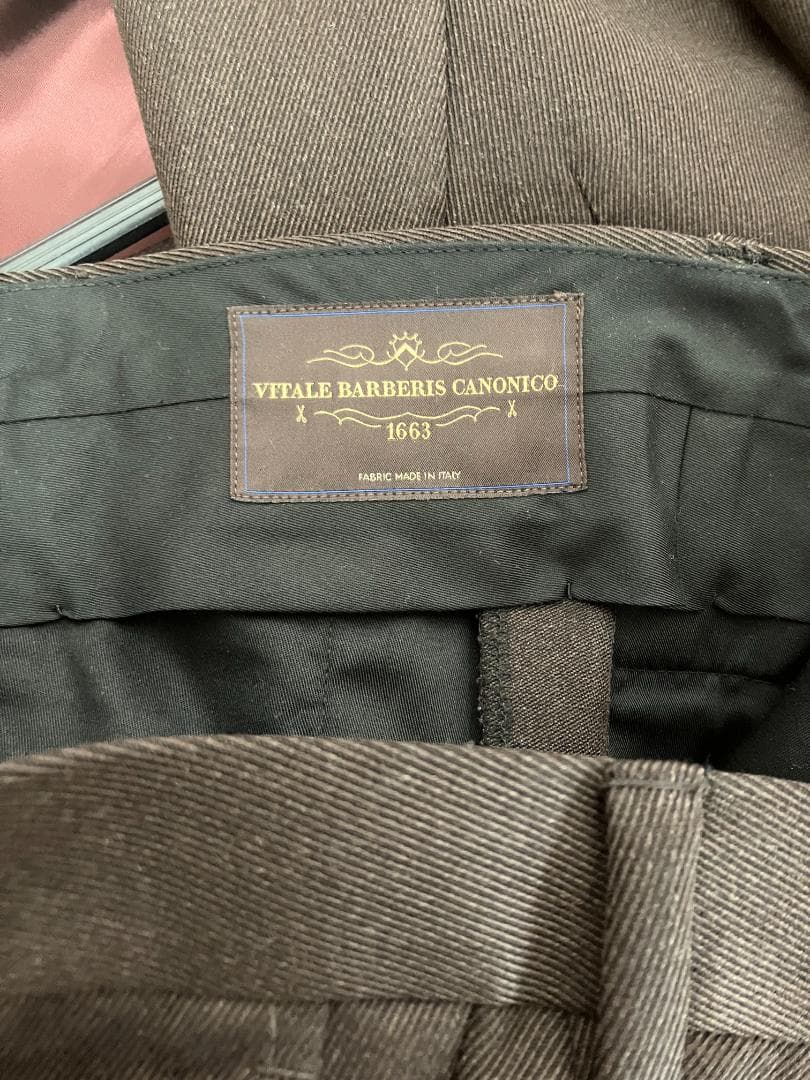 VITALE BARBERIS CANONICO
1663
FABRIC MADE IN ITALY